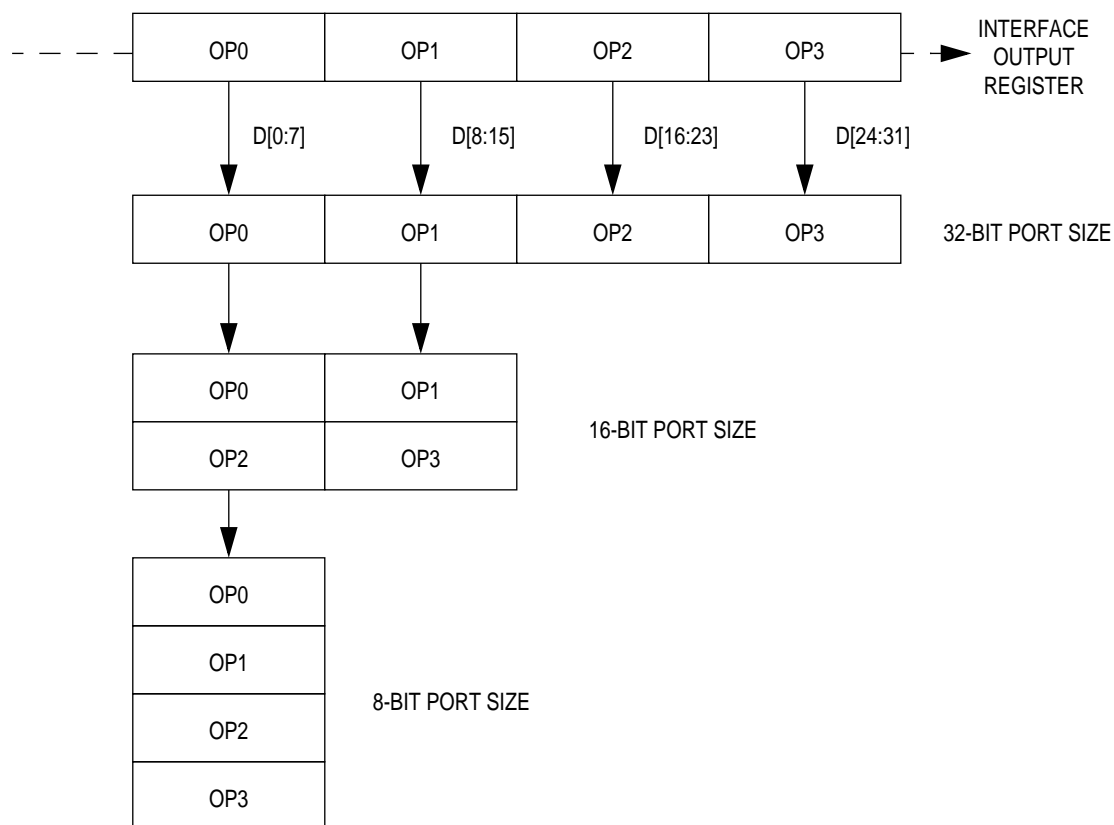 OP0 OP1 OP2 OP3
INTERFACE
OUTPUT
REGISTER
D[0:7] D[8:15] D[16:23] D[24:31]
OP0 OP1 OP2 OP3 32-BIT PORT SIZE
OP0 OP1
16-BIT PORT SIZE
OP2 OP3
OP0
OP1
8-BIT PORT SIZE
OP2
OP3